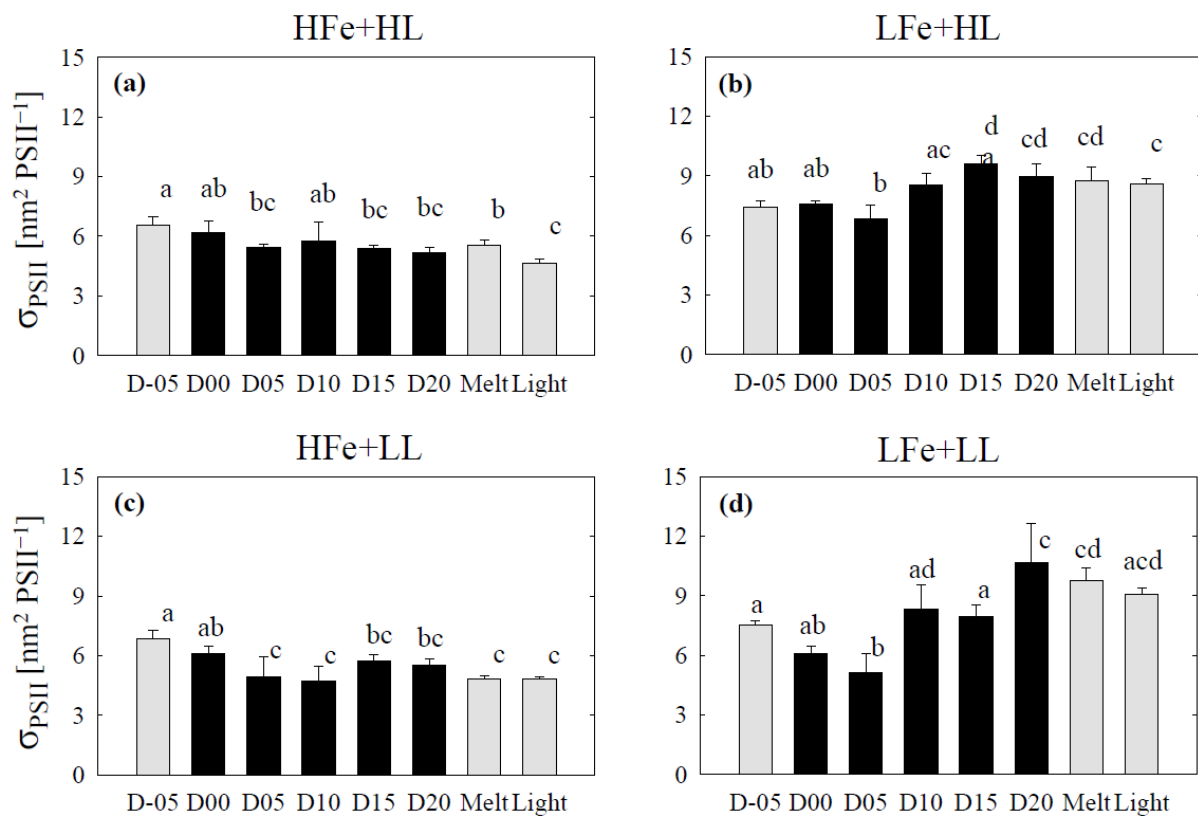 HFe+HL
LFe+HL
(a)
(b)
σPSII [nm² PSII⁻¹]
15
12
9
6
3
0
a ab bc ab bc bc b c
D-05 D00 D05 D10 D15 D20 Melt Light
15
12
9
6
3
0
ab ab b ac d a cd cd c
D-05 D00 D05 D10 D15 D20 Melt Light
HFe+LL
LFe+LL
(c)
(d)
σPSII [nm² PSII⁻¹]
15
12
9
6
3
0
a ab c c bc bc c c
D-05 D00 D05 D10 D15 D20 Melt Light
15
12
9
6
3
0
a ab b ad a c cd acd
D-05 D00 D05 D10 D15 D20 Melt Light